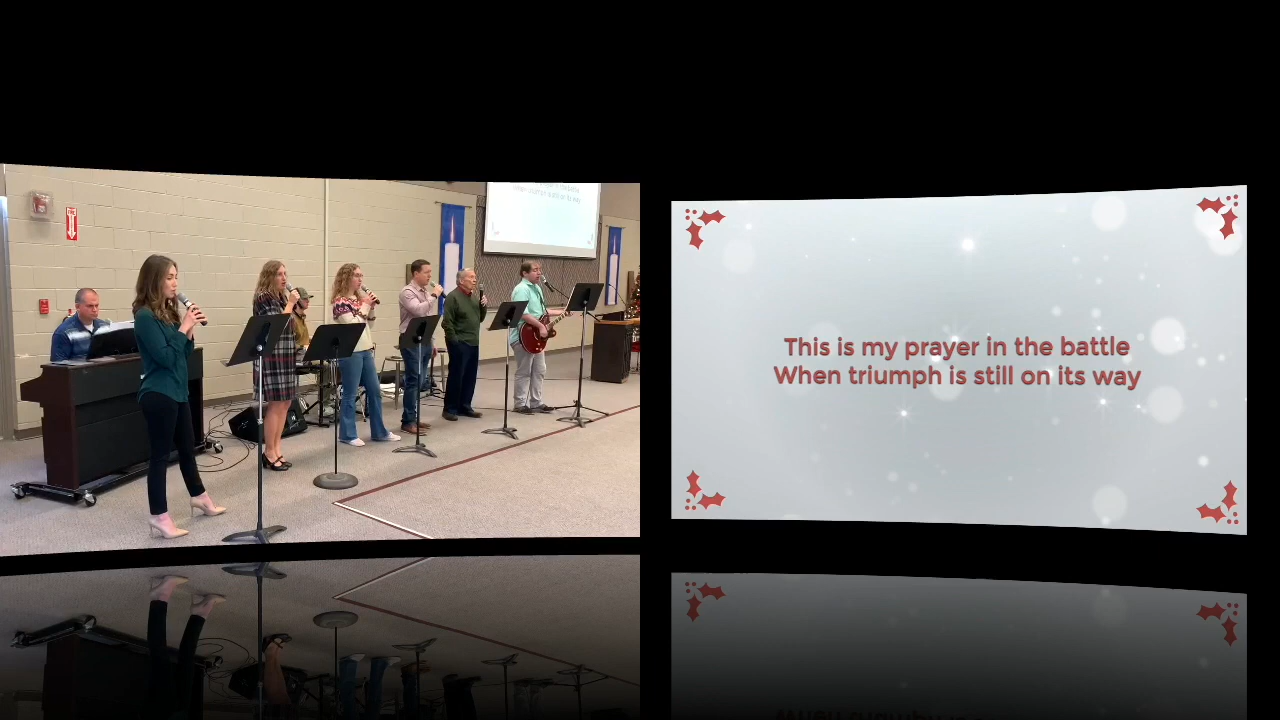 This is my prayer in the battle
When triumph is still on its way